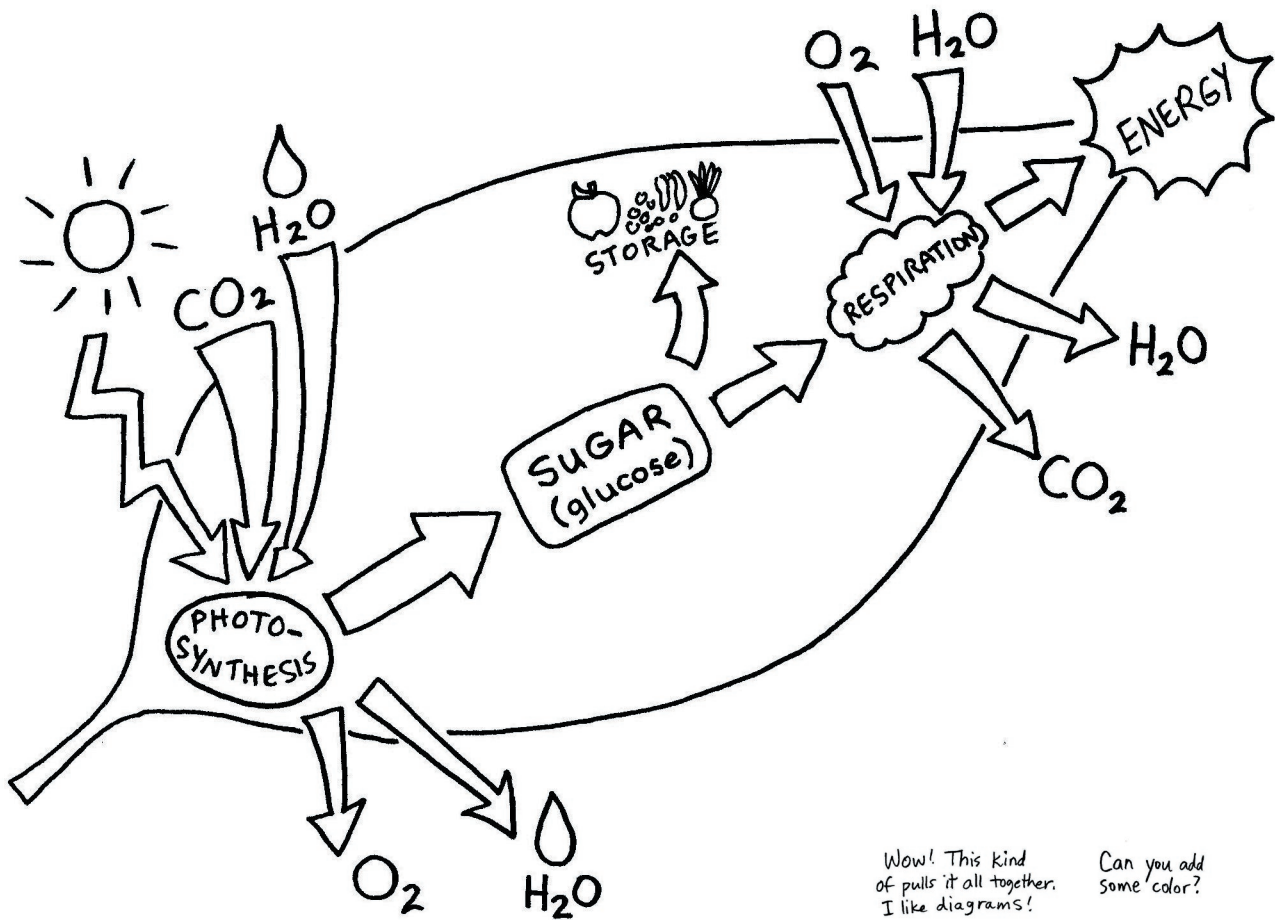 O₂
H₂O
ENERGY
H₂O
CO₂
STORAGE
RESPIRATION
H₂O
SUGAR
(glucose)
CO₂
PHOTO-
SYNTHESIS
O₂
H₂O
Wow! This kind
of pulls it all together.
I like diagrams!
Can you add
some color?